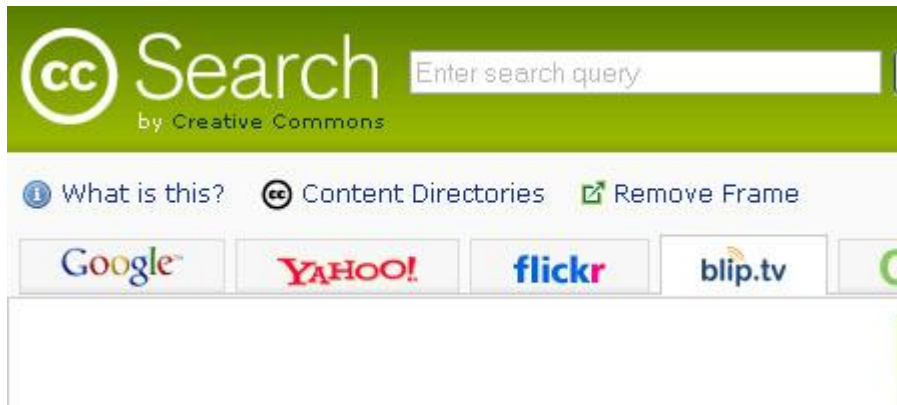 cc Search Enter search query
by Creative Commons
What is this? cc Content Directories Remove Frame
Google YAHOO! flickr blip.tv